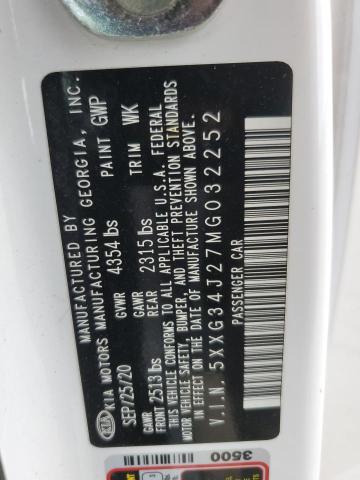 MANUFACTURED BY
KIA KIA MOTORS MANUFACTURING GEORGIA, INC.
SEP/25/20 GVWR 4354 lbs PAINT GWP
GAWR FRONT 2513 lbs GAWR REAR 2315 lbs TRIM WK
THIS VEHICLE CONFORMS TO ALL APPLICABLE U.S.A. FEDERAL
MOTOR VEHICLE SAFETY, BUMPER, AND THEFT PREVENTION STANDARDS
IN EFFECT ON THE DATE OF MANUFACTURE SHOWN ABOVE.
V.I.N. 5XXG34J27MG032252
PASSENGER CAR
3500